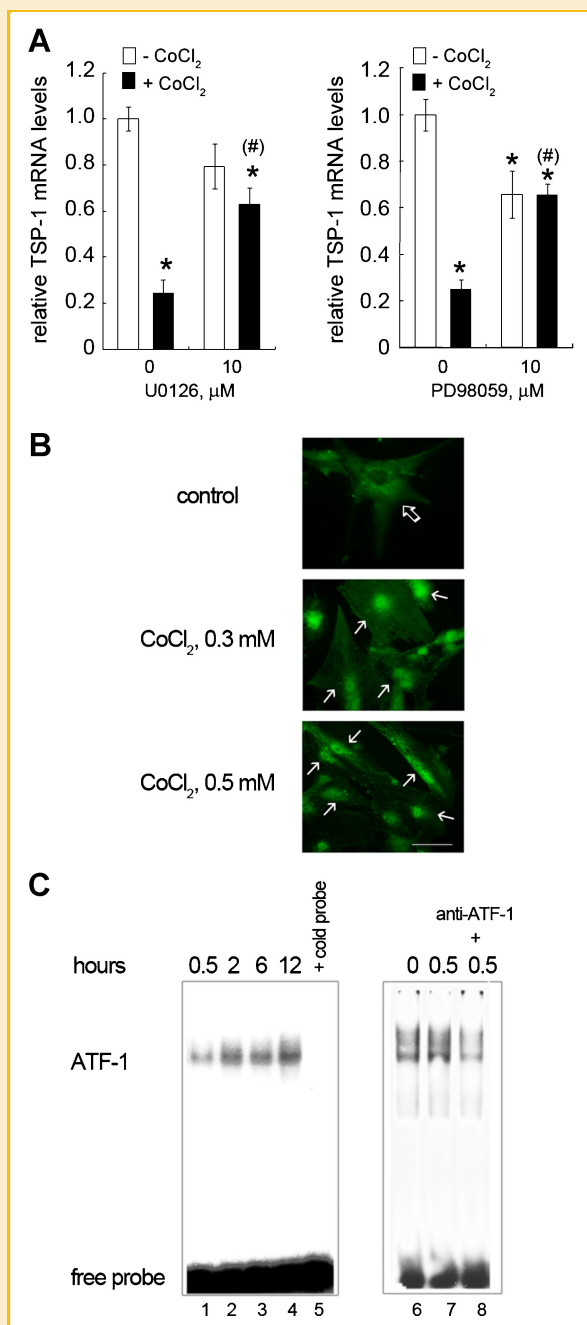 A
- CoCl₂
+ CoCl₂
relative TSP-1 mRNA levels
1.2
1.0
0.8
0.6
0.4
0.2
0
*
(#)
*
0 10
U0126, μM
- CoCl₂
+ CoCl₂
relative TSP-1 mRNA levels
1.2
1.0
0.8
0.6
0.4
0.2
0
*
*
(#)
*
0 10
PD98059, μM
B
control
CoCl₂, 0.3 mM
CoCl₂, 0.5 mM
C
hours 0.5 2 6 12 + cold probe
anti-ATF-1
+
0 0.5 0.5
ATF-1
free probe
1 2 3 4 5 6 7 8